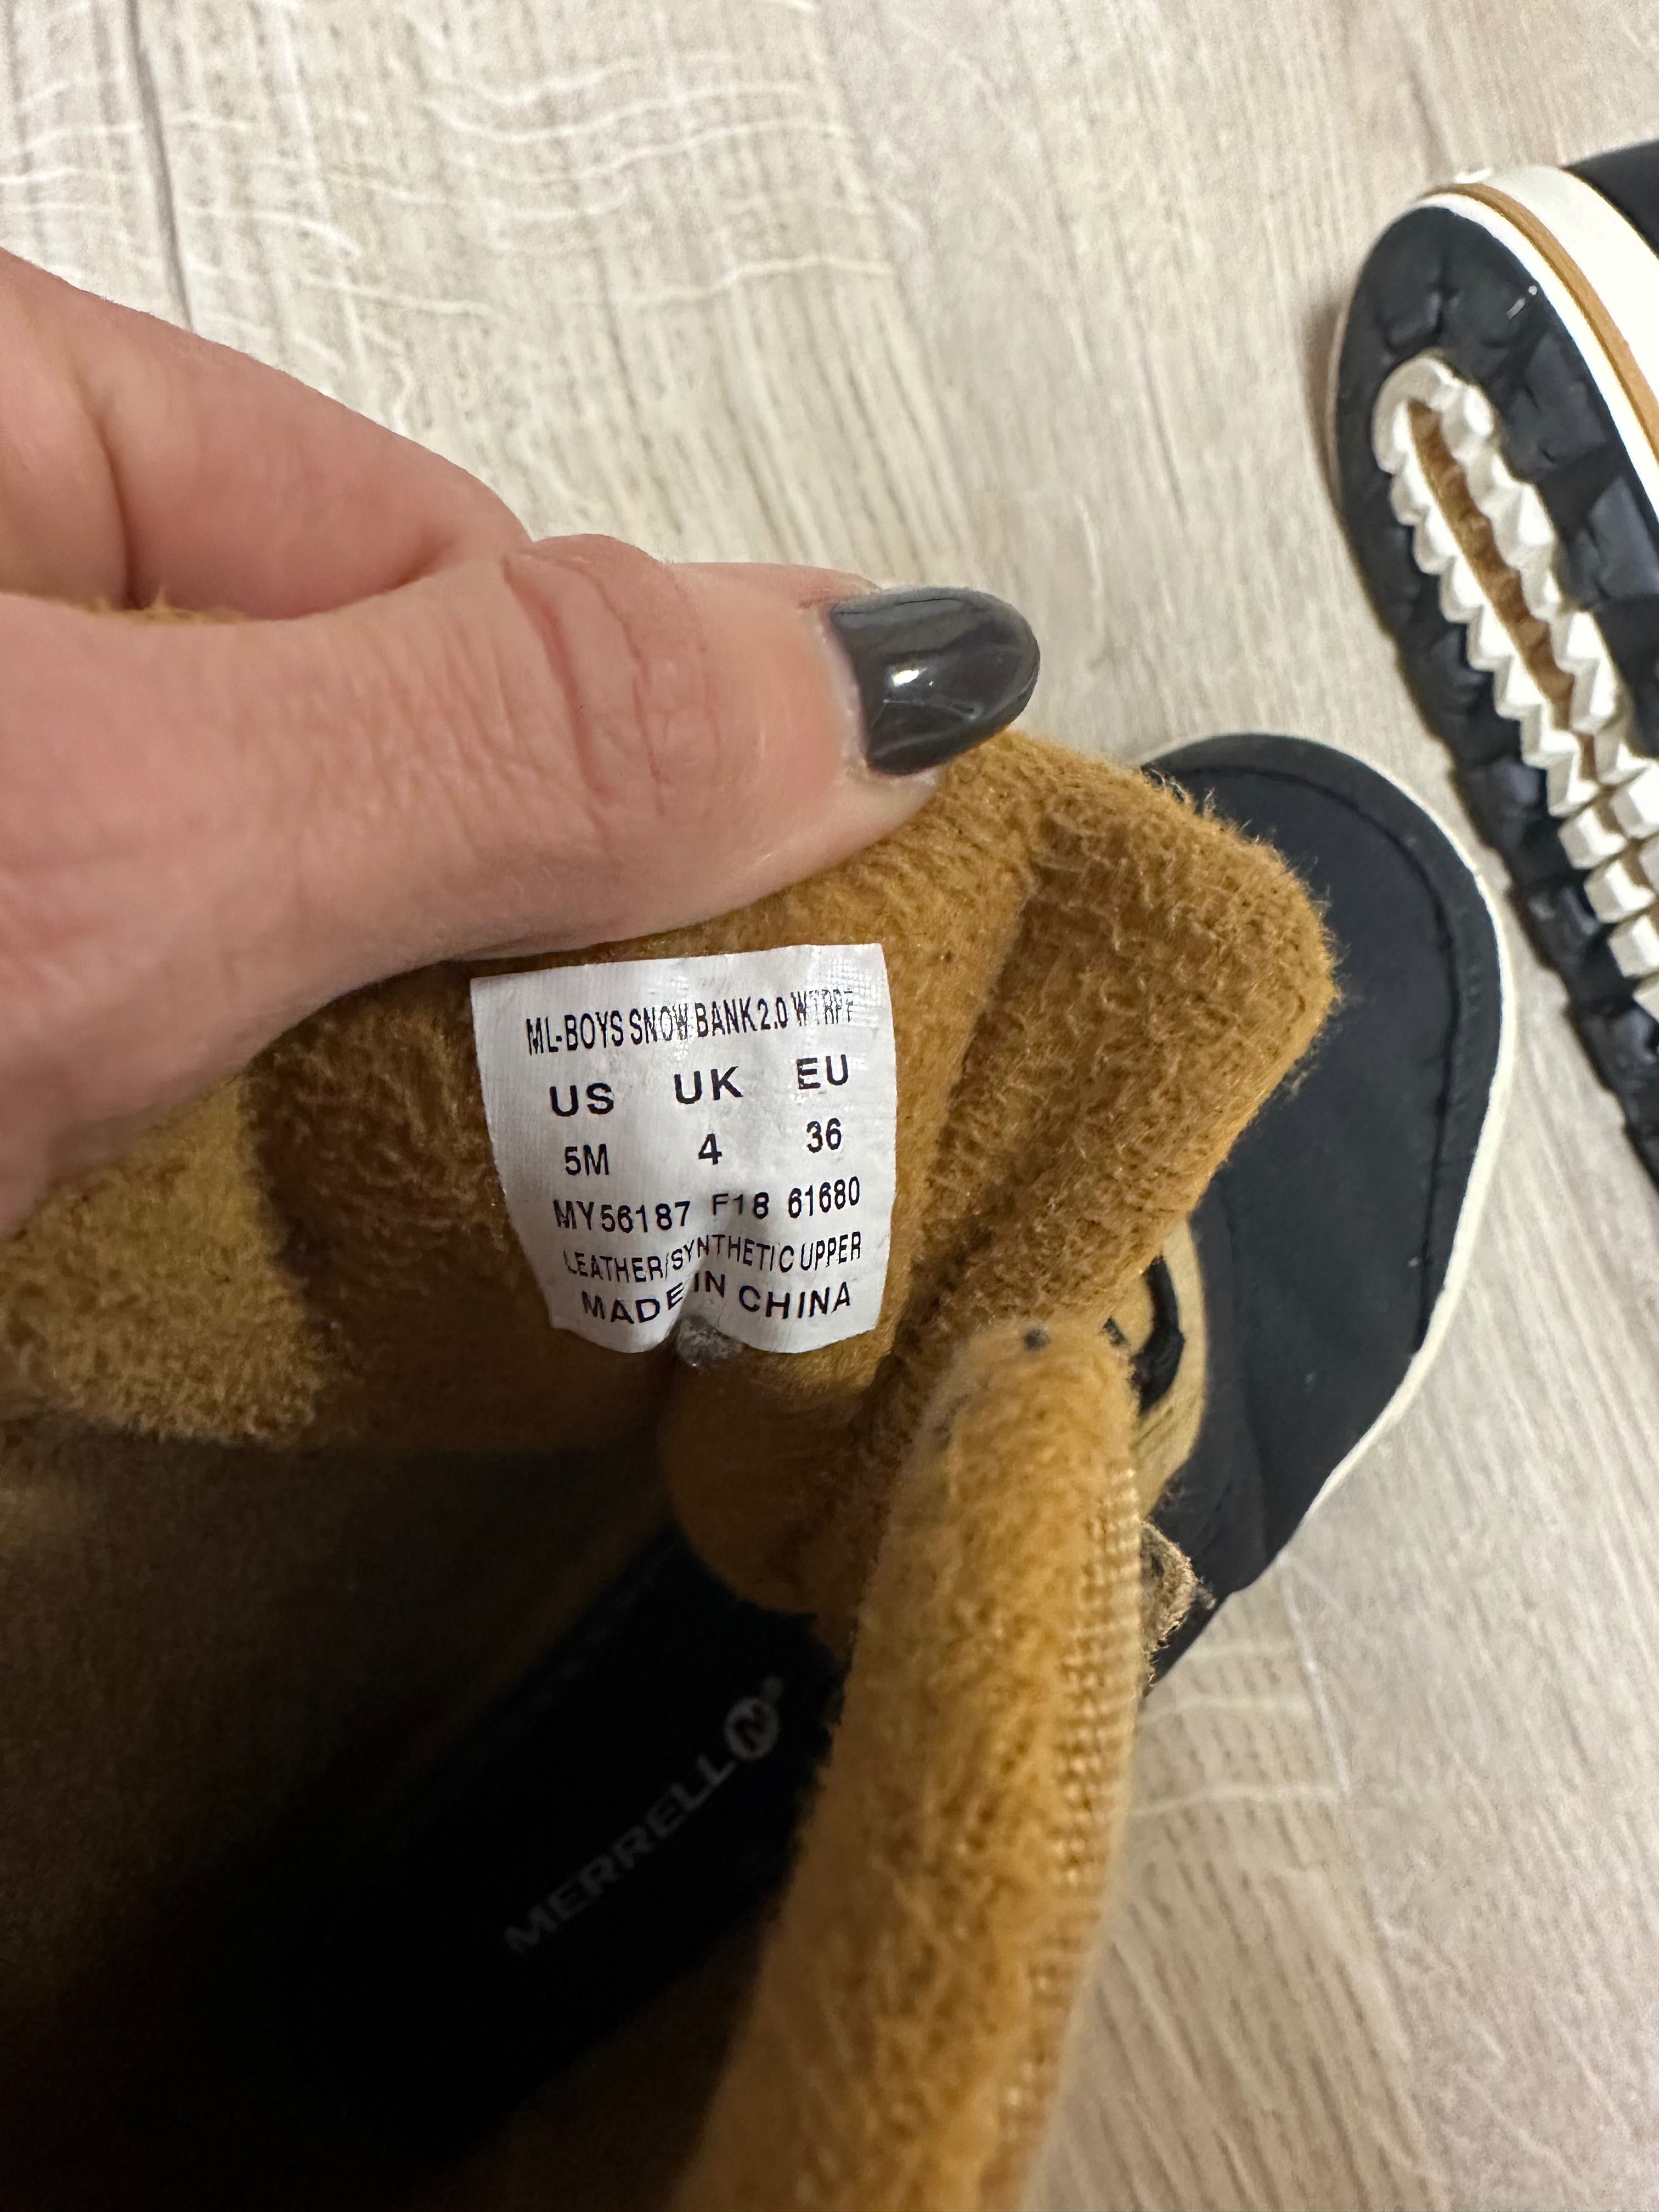 ML-BOYS SNOW BANK 2.0 WTRPF
US UK EU
5M 4 36
MY56187 F18 61680
LEATHER/SYNTHETIC UPPER
MADE IN CHINA
MERRELL